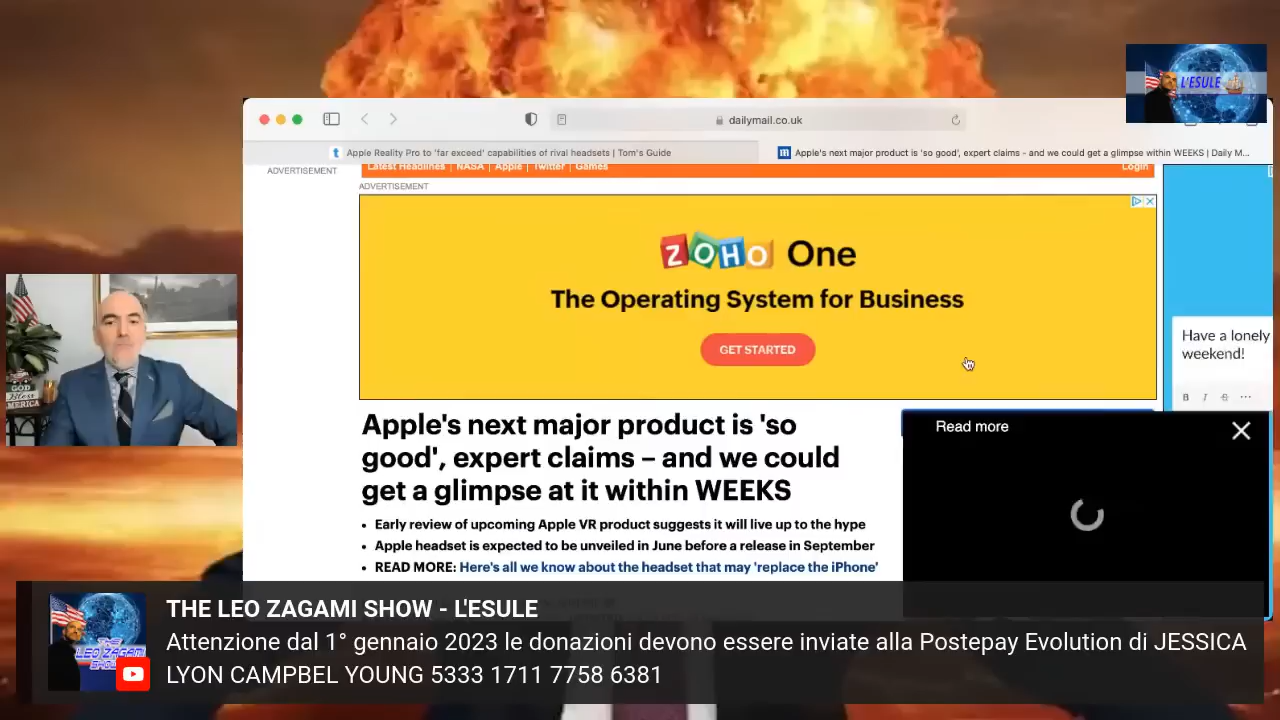 L'ESULE
dailymail.co.uk
Apple Reality Pro to 'far exceed' capabilities of rival headsets | Tom's Guide
Apple's next major product is 'so good', expert claims - and we could get a glimpse within WEEKS | Daily M...
ADVERTISEMENT
Latest Headlines | NASA | Apple | Twitter | Games
Login
ADVERTISEMENT
ZOHO One
The Operating System for Business
GET STARTED
Have a lonely
weekend!
B I S ...
GOD
Bless
AMERICA
Apple's next major product is 'so
good', expert claims – and we could
get a glimpse at it within WEEKS
Read more
• Early review of upcoming Apple VR product suggests it will live up to the hype
• Apple headset is expected to be unveiled in June before a release in September
• READ MORE: Here's all we know about the headset that may 'replace the iPhone'
THE
LEO ZAGAMI
SHOW
THE LEO ZAGAMI SHOW - L'ESULE
Attenzione dal 1° gennaio 2023 le donazioni devono essere inviate alla Postepay Evolution di JESSICA
LYON CAMPBEL YOUNG 5333 1711 7758 6381